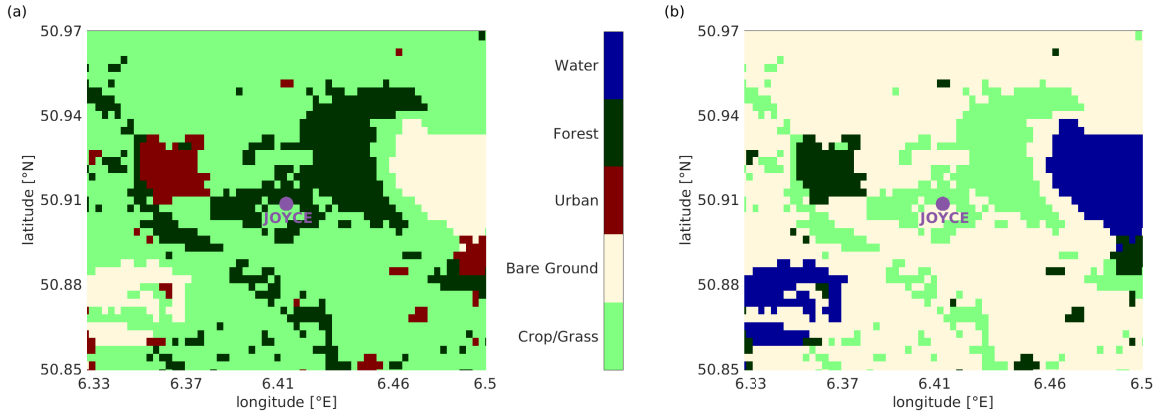 (a)
(b)
50.97
50.94
50.91
50.88
50.85
latitude [°N]
6.33
6.37
6.41
6.46
6.5
longitude [°E]
JOYCE
Water
Forest
Urban
Bare Ground
Crop/Grass
50.97
50.94
50.91
50.88
50.85
latitude [°N]
6.33
6.37
6.41
6.46
6.5
longitude [°E]
JOYCE